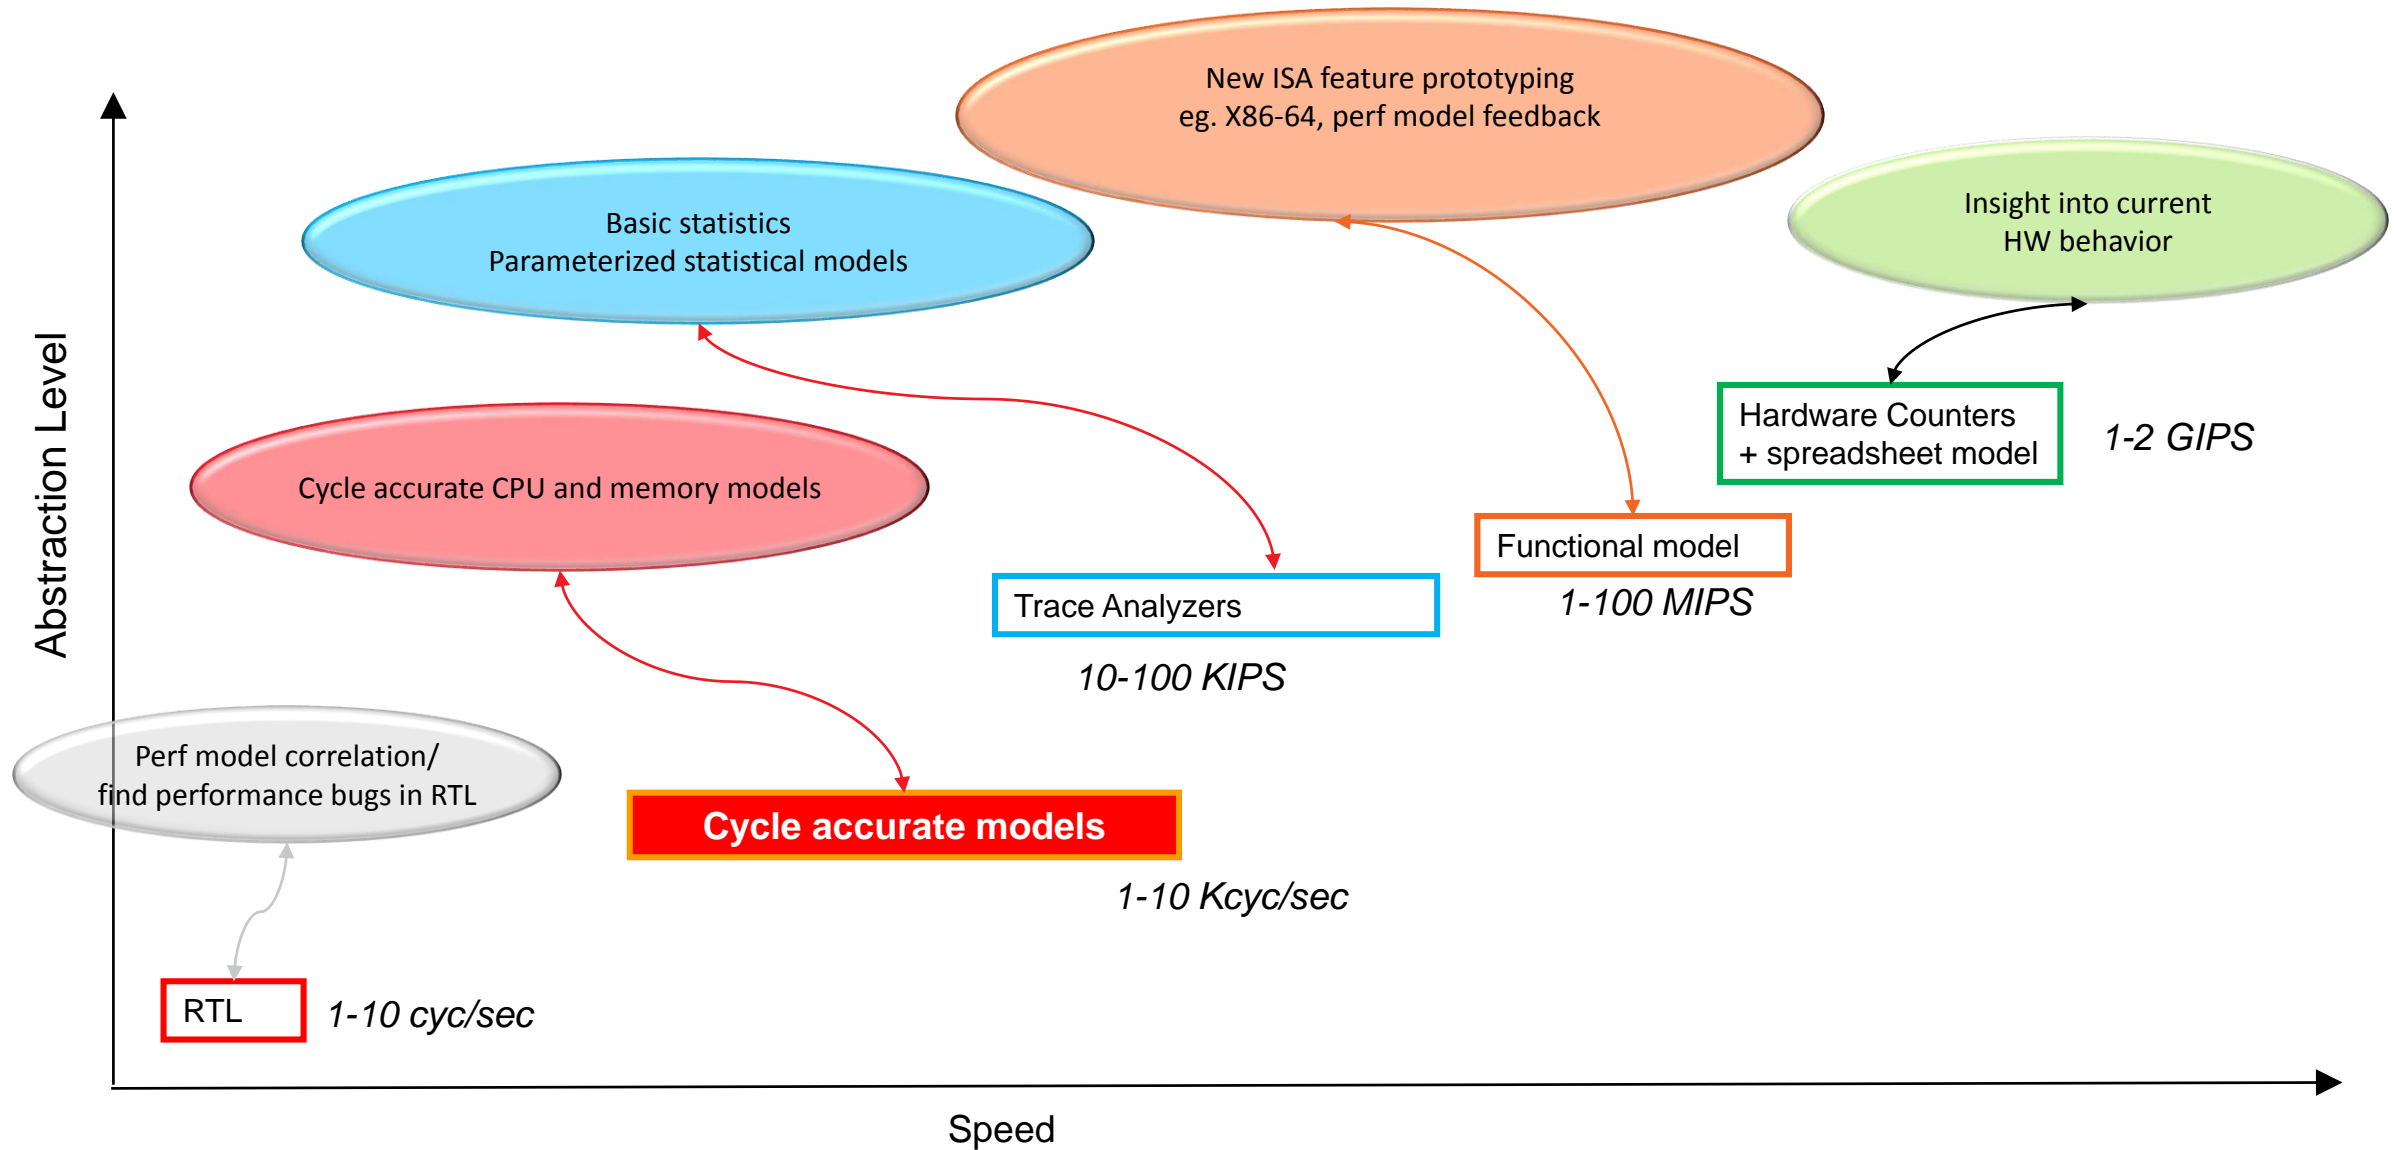 New ISA feature prototyping
eg. X86-64, perf model feedback
Insight into current
HW behavior
Basic statistics
Parameterized statistical models
Hardware Counters
+ spreadsheet model
1-2 GIPS
Cycle accurate CPU and memory models
Functional model
1-100 MIPS
Trace Analyzers
10-100 KIPS
Abstraction Level
Perf model correlation/
find performance bugs in RTL
Cycle accurate models
1-10 Kcyc/sec
RTL
1-10 cyc/sec
Speed